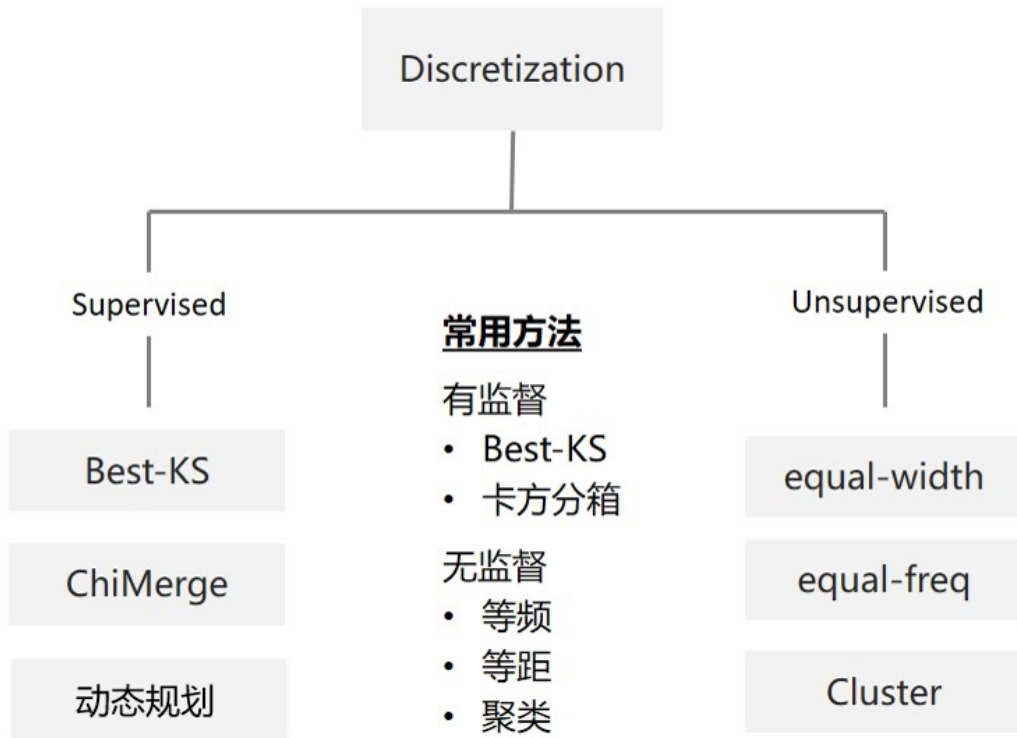 Discretization
Supervised
Best-KS
ChiMerge
动态规划
常用方法
有监督
• Best-KS
• 卡方分箱
无监督
• 等频
• 等距
• 聚类
Unsupervised
equal-width
equal-freq
Cluster